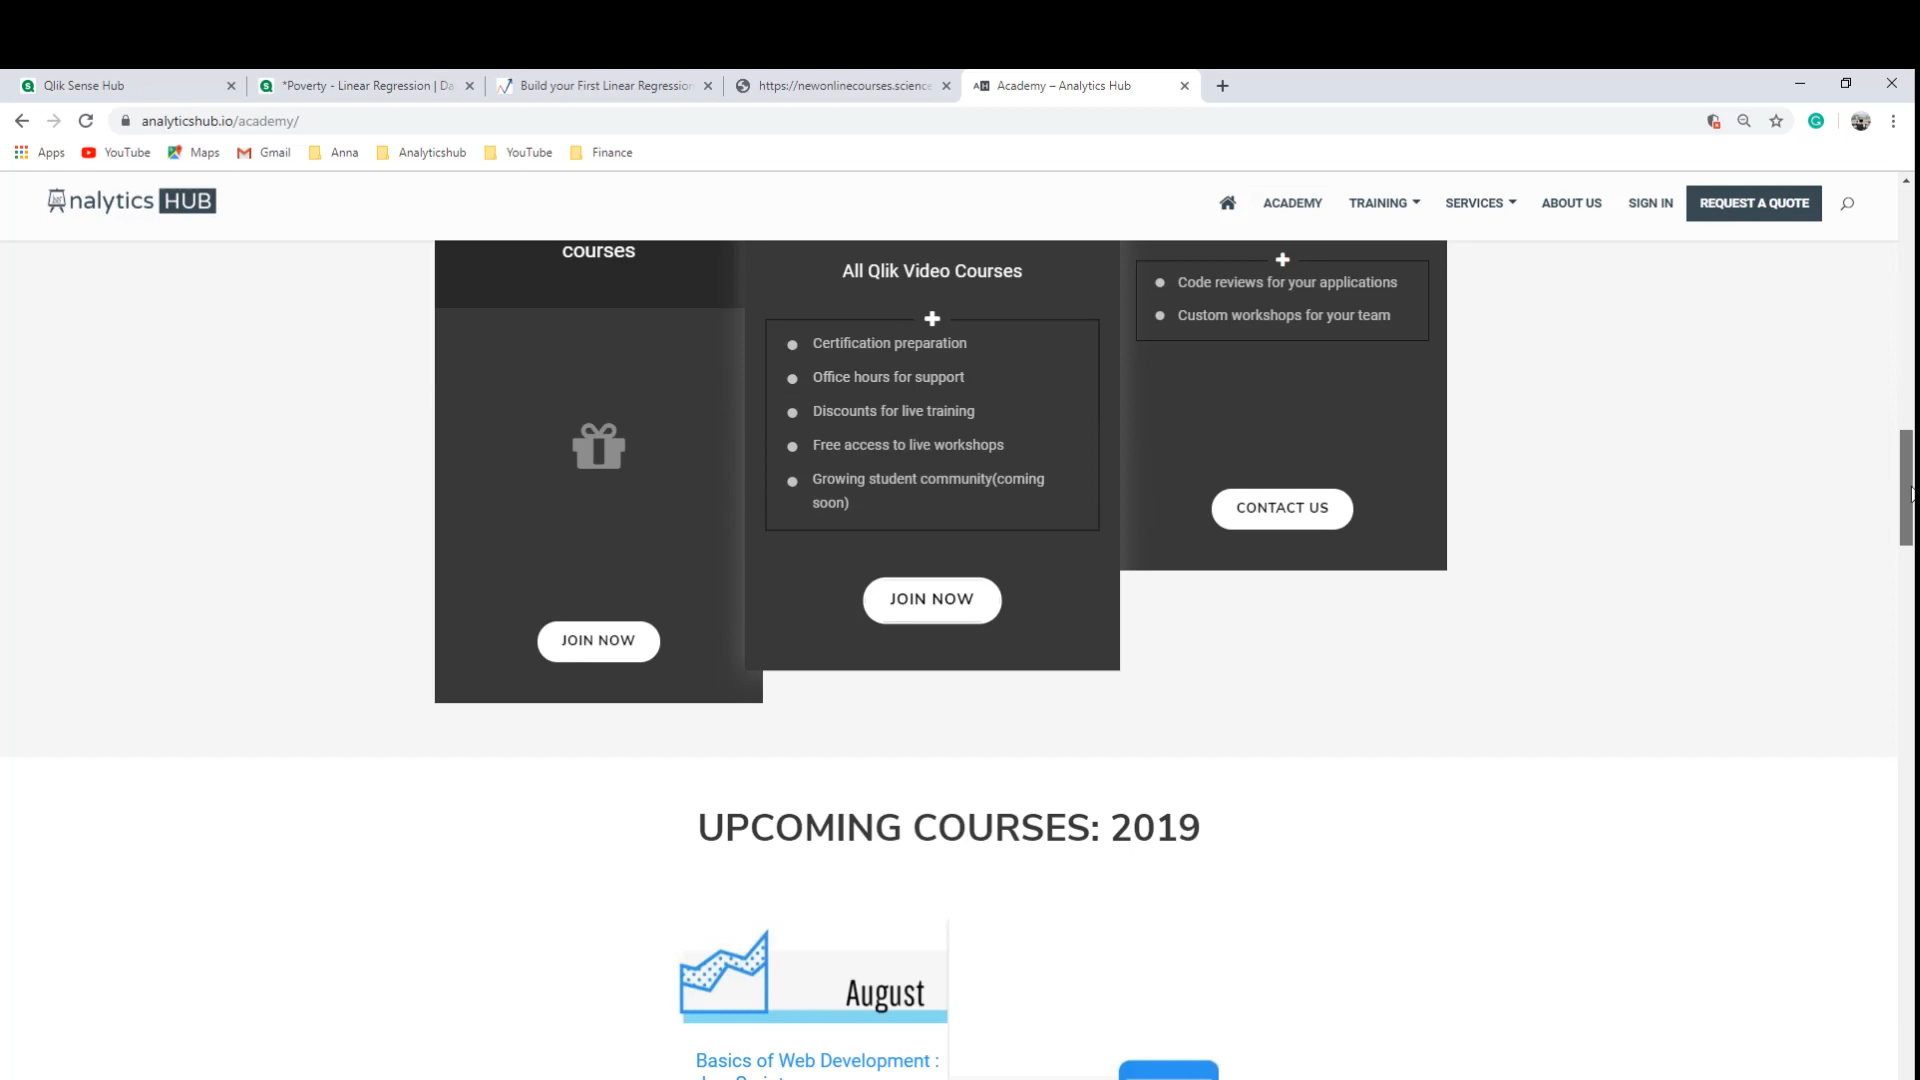 Qlik Sense Hub
*Poverty - Linear Regression | Da
Build your First Linear Regression
https://newonlinecourses.science
Academy – Analytics Hub
analyticshub.io/academy/
Apps
YouTube
Maps
Gmail
Anna
Analyticshub
YouTube
Finance
nalytics HUB
ACADEMY
TRAINING
SERVICES
ABOUT US
SIGN IN
REQUEST A QUOTE
courses
JOIN NOW
All Qlik Video Courses
Certification preparation
Office hours for support
Discounts for live training
Free access to live workshops
Growing student community(coming
soon)
JOIN NOW
Code reviews for your applications
Custom workshops for your team
CONTACT US
UPCOMING COURSES: 2019
August
Basics of Web Development :